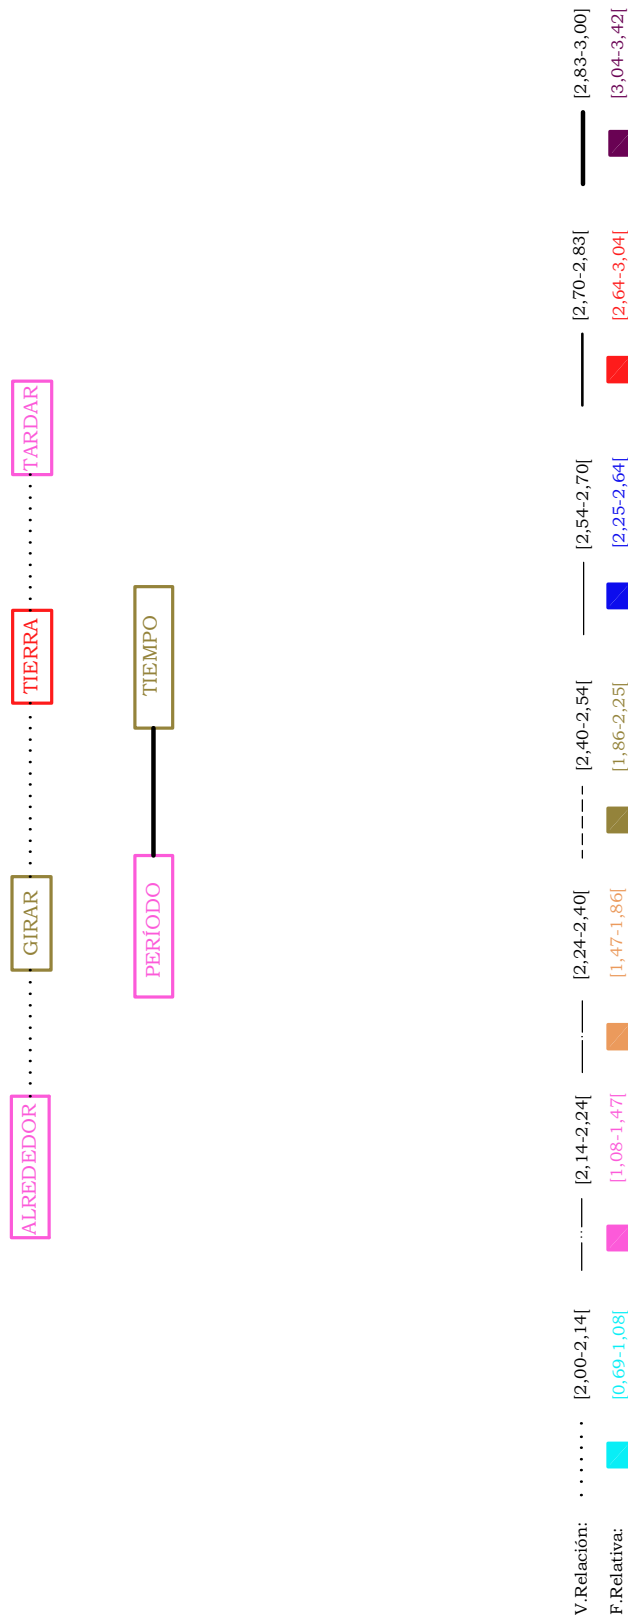 ALREDEDOR GIRAR TIERRA TARDAR
PERÍODO TIEMPO
V.Relación: [2,00-2,14[ [2,14-2,24[ [2,24-2,40[ [2,40-2,54[ [2,54-2,70[ [2,70-2,83[ [2,83-3,00]
F.Relativa: [0,69-1,08[ [1,08-1,47[ [1,47-1,86[ [1,86-2,25[ [2,25-2,64[ [2,64-3,04[ [3,04-3,42[